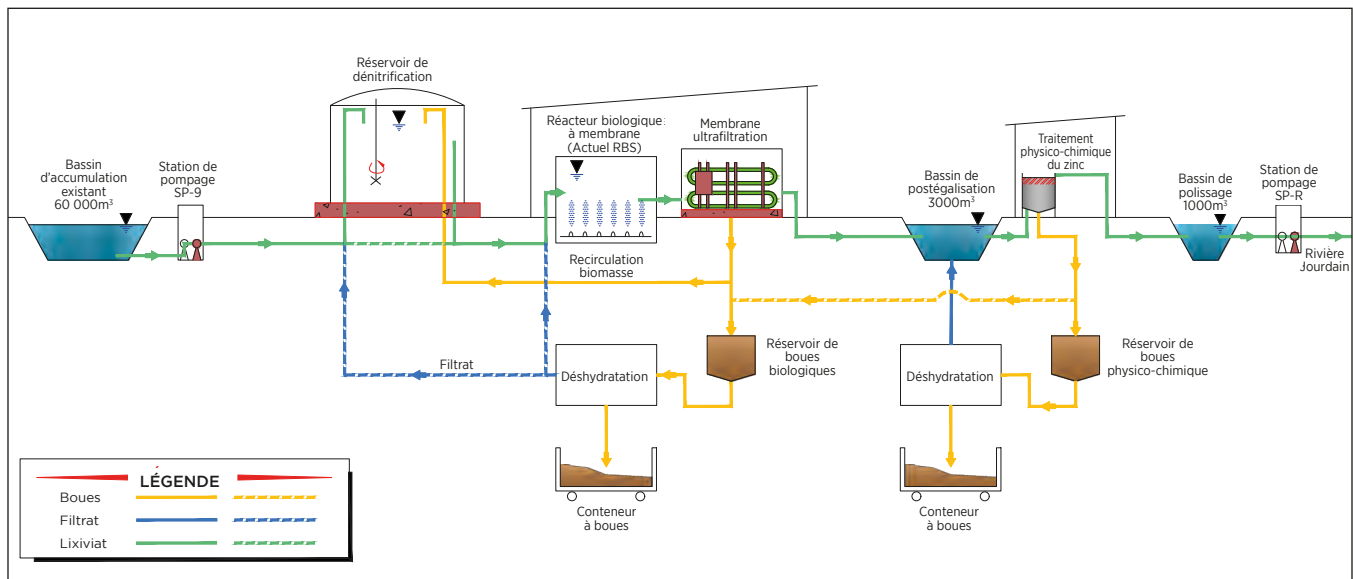 Réservoir de
dénitrification
Bassin
d'accumulation
existant
60 000m³
Station de
pompage
SP-9
Réacteur biologique
à membrane
(Actuel RBS)
Membrane
ultrafiltration
Bassin de
postégalisation
3000m³
Traitement
physico-chimique
du zinc
Bassin de
polissage
1000m³
Station de
pompage
SP-R
Rivière
Jourdain
Recirculation
biomasse
Filtrat
Déshydratation
Réservoir de
boues
biologiques
Déshydratation
Réservoir de
boues
physico-chimique
Conteneur
à boues
Conteneur
à boues
LÉGENDE
Boues
Filtrat
Lixiviat